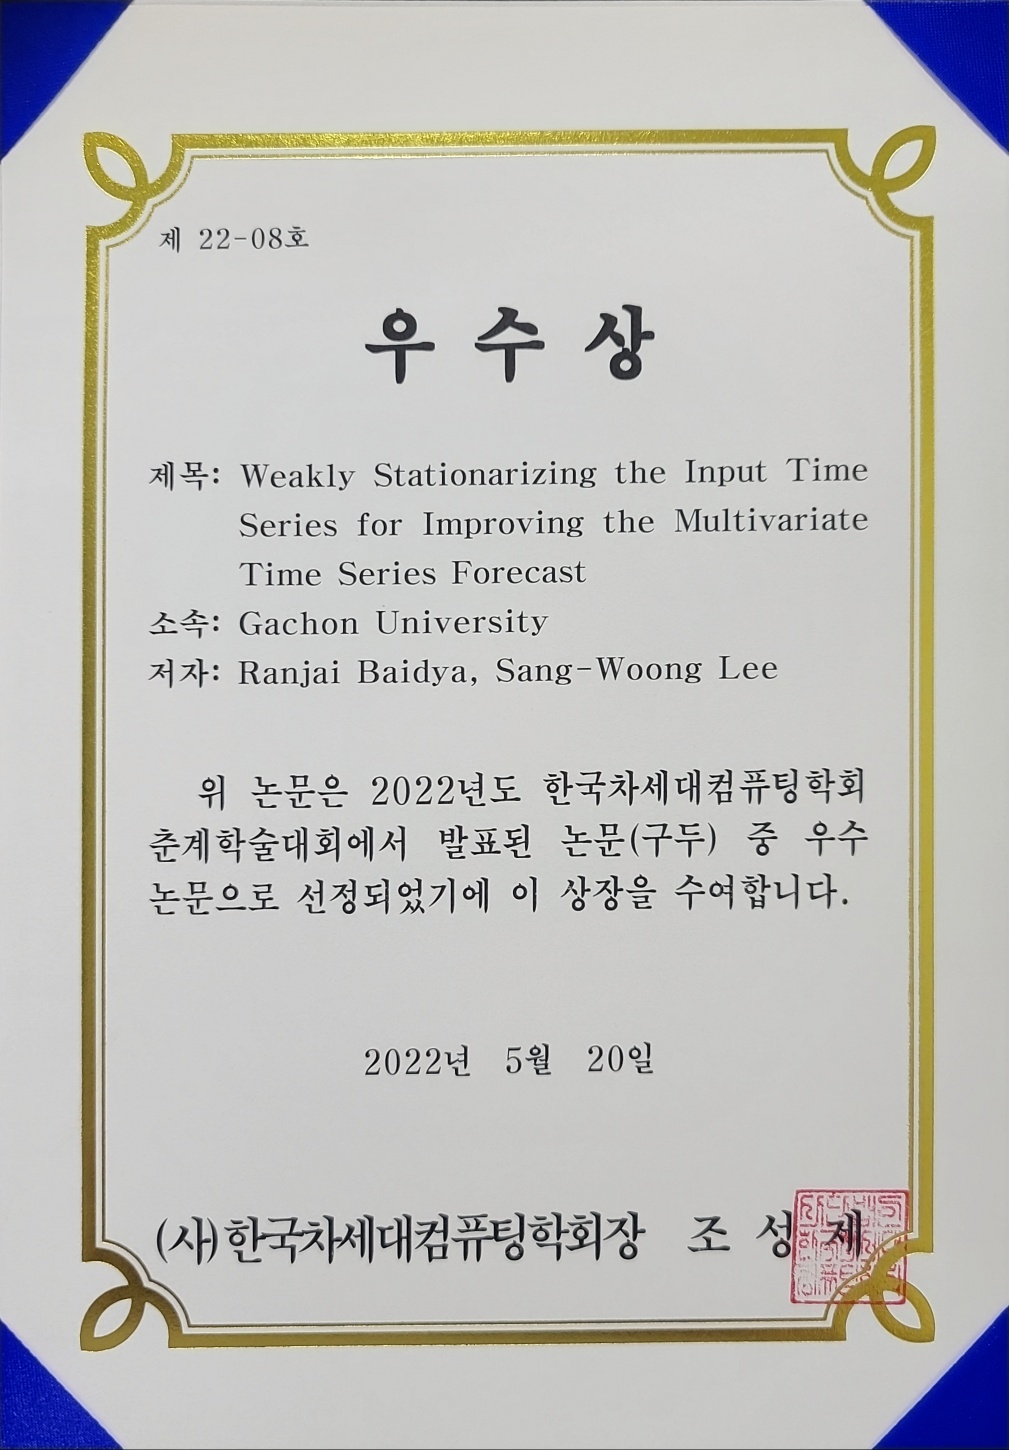 제 22-08호
우 수 상
제목: Weakly Stationarizing the Input Time
Series for Improving the Multivariate
Time Series Forecast
소속: Gachon University
저자: Ranjai Baidya, Sang-Woong Lee
위 논문은 2022년도 한국차세대컴퓨팅학회
춘계학술대회에서 발표된 논문(구두) 중 우수
논문으로 선정되었기에 이 상장을 수여합니다.
2022년 5월 20일
(사)한국차세대컴퓨팅학회장 조 성 제